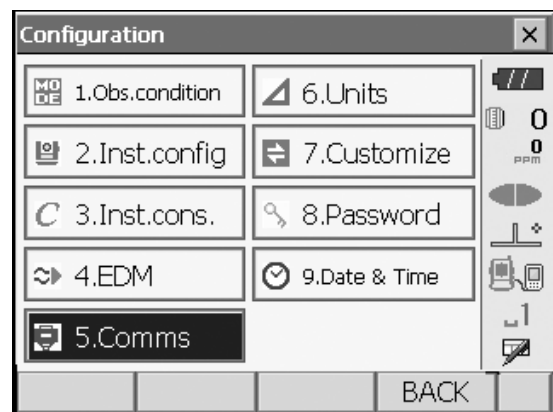 Configuration
MO
DE
1.Obs.condition
2.Inst.config
C 3.Inst.cons.
4.EDM
5.Comms
6.Units
7.Customize
8.Password
9.Date & Time
0
0
PPM
1
BACK